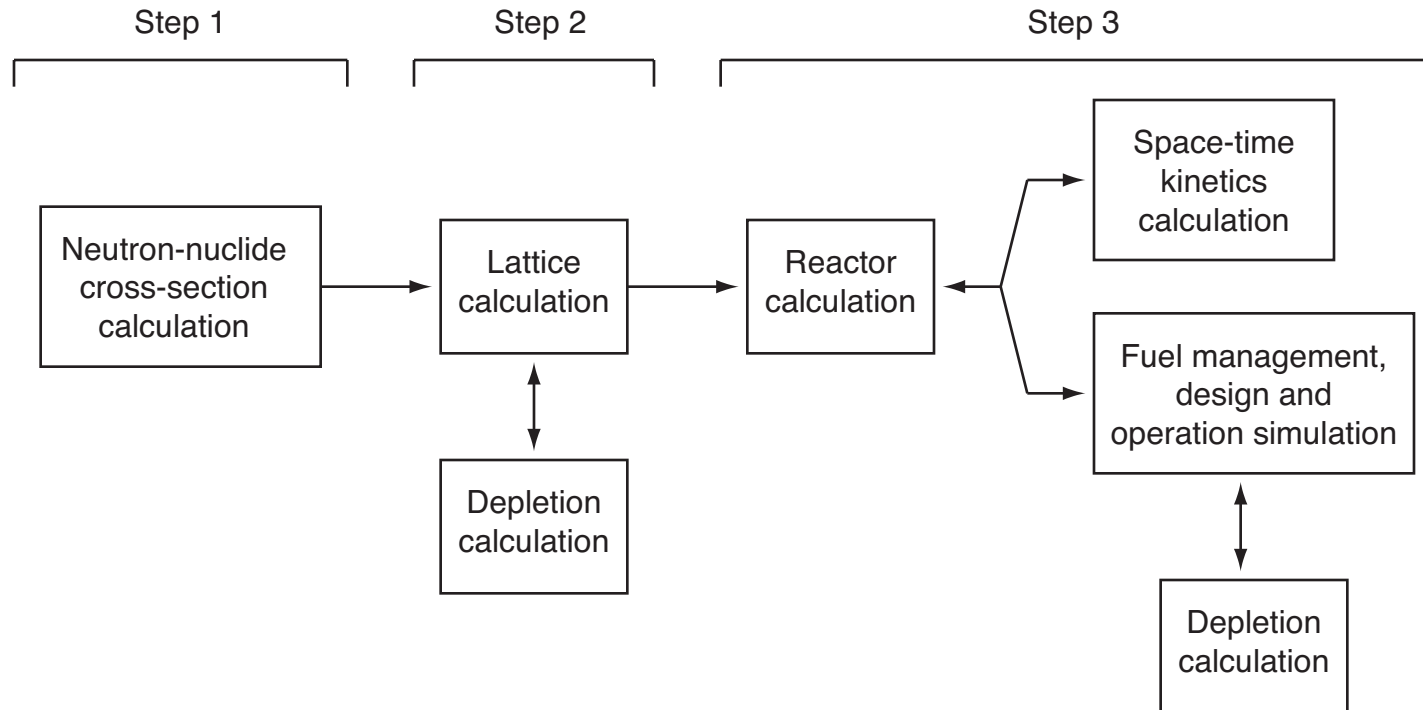 Step 1
Step 2
Step 3
Neutron-nuclide
cross-section
calculation
Lattice
calculation
Depletion
calculation
Reactor
calculation
Space-time
kinetics
calculation
Fuel management,
design and
operation simulation
Depletion
calculation